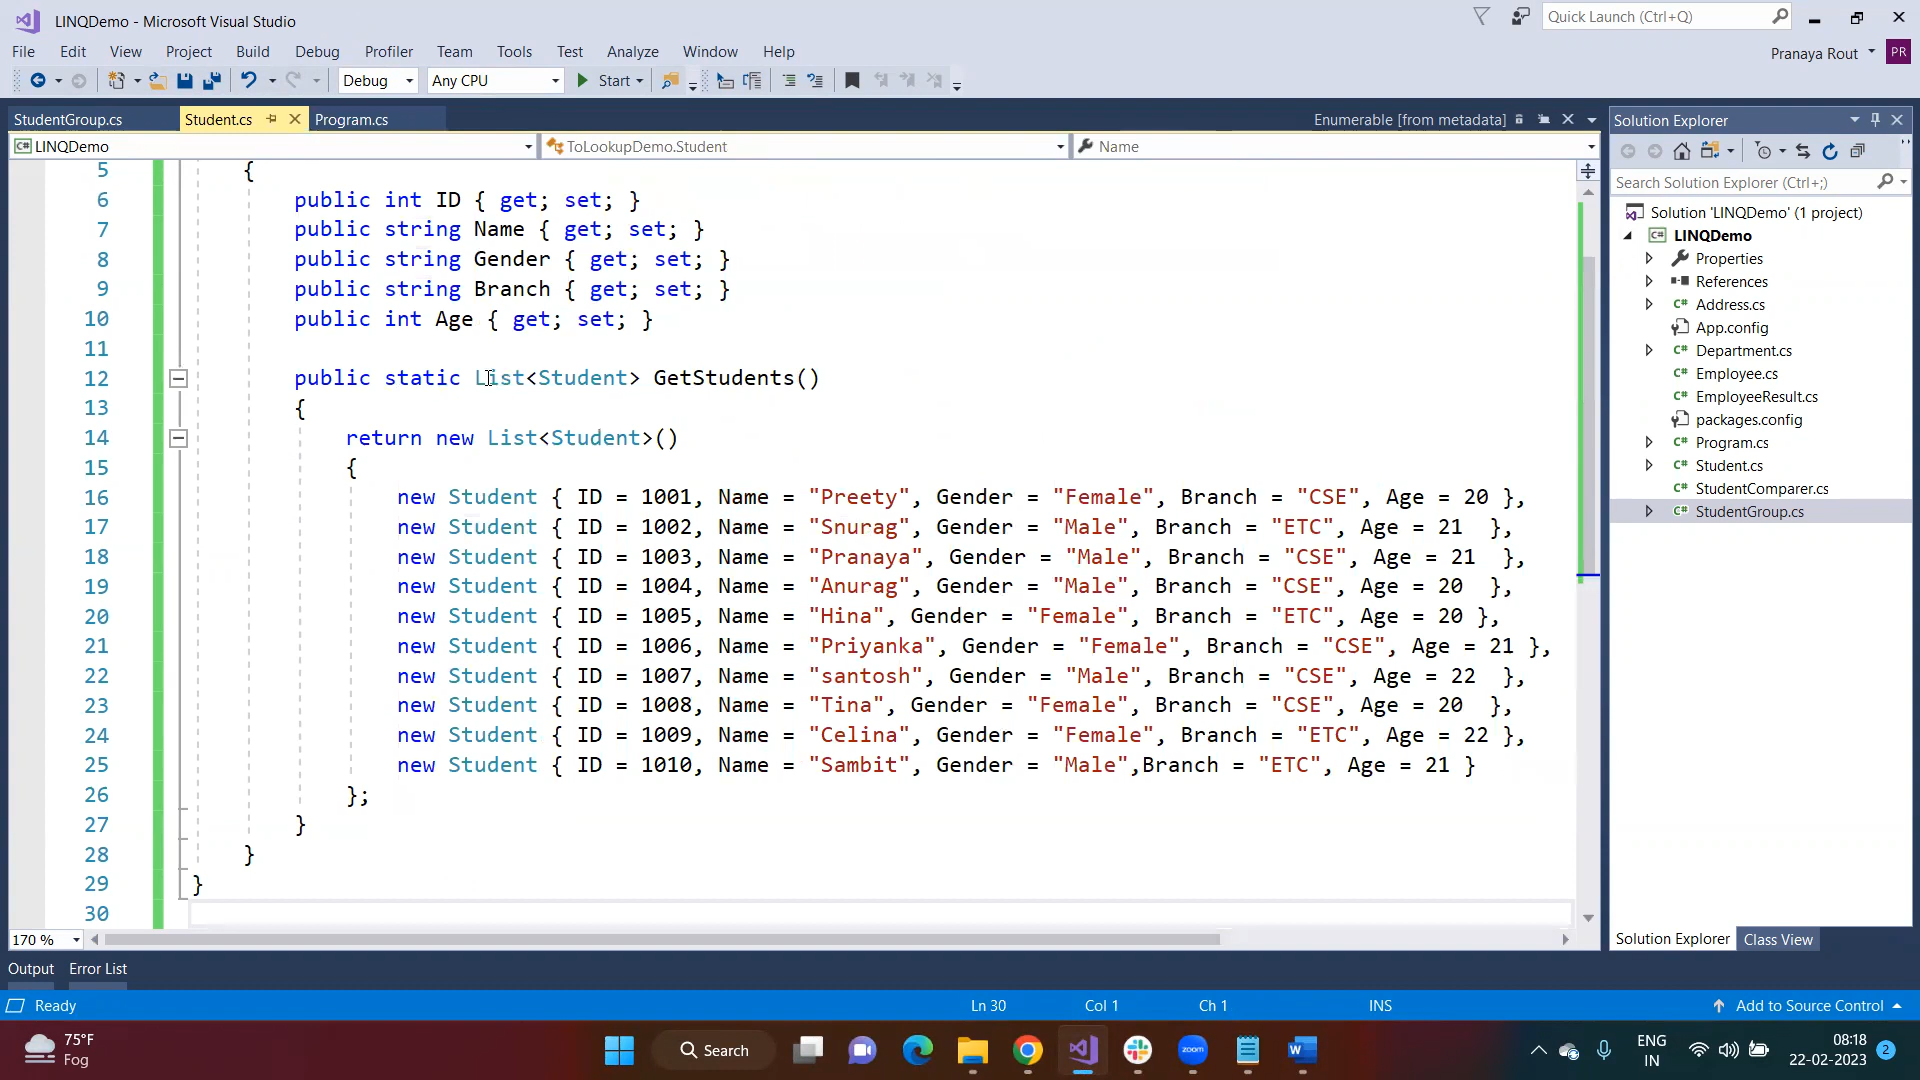 LINQDemo - Microsoft Visual Studio
Quick Launch (Ctrl+Q)
File Edit View Project Build Debug Profiler Team Tools Test Analyze Window Help
Pranaya Rout PR
Debug Any CPU Start
StudentGroup.cs Student.cs Program.cs Enumerable [from metadata]
LINQDemo ToLookupDemo.Student Name
5 {
6 public int ID { get; set; }
7 public string Name { get; set; }
8 public string Gender { get; set; }
9 public string Branch { get; set; }
10 public int Age { get; set; }
11
12 public static List<Student> GetStudents()
13 {
14 return new List<Student>()
15 {
16 new Student { ID = 1001, Name = "Preety", Gender = "Female", Branch = "CSE", Age = 20 },
17 new Student { ID = 1002, Name = "Snurag", Gender = "Male", Branch = "ETC", Age = 21  },
18 new Student { ID = 1003, Name = "Pranaya", Gender = "Male", Branch = "CSE", Age = 21  },
19 new Student { ID = 1004, Name = "Anurag", Gender = "Male", Branch = "CSE", Age = 20  },
20 new Student { ID = 1005, Name = "Hina", Gender = "Female", Branch = "ETC", Age = 20 },
21 new Student { ID = 1006, Name = "Priyanka", Gender = "Female", Branch = "CSE", Age = 21 },
22 new Student { ID = 1007, Name = "santosh", Gender = "Male", Branch = "CSE", Age = 22  },
23 new Student { ID = 1008, Name = "Tina", Gender = "Female", Branch = "CSE", Age = 20  },
24 new Student { ID = 1009, Name = "Celina", Gender = "Female", Branch = "ETC", Age = 22 },
25 new Student { ID = 1010, Name = "Sambit", Gender = "Male",Branch = "ETC", Age = 21 }
26 };
27 }
28 }
29 }
30
170 %
Solution Explorer
Search Solution Explorer (Ctrl+;)
Solution 'LINQDemo' (1 project)
LINQDemo
Properties
References
Address.cs
App.config
Department.cs
Employee.cs
EmployeeResult.cs
packages.config
Program.cs
Student.cs
StudentComparer.cs
StudentGroup.cs
Solution Explorer Class View
Output Error List
Ready Ln 30 Col 1 Ch 1 INS Add to Source Control
75°F
Fog
Search
zoom
ENG
IN
08:18
22-02-2023
2